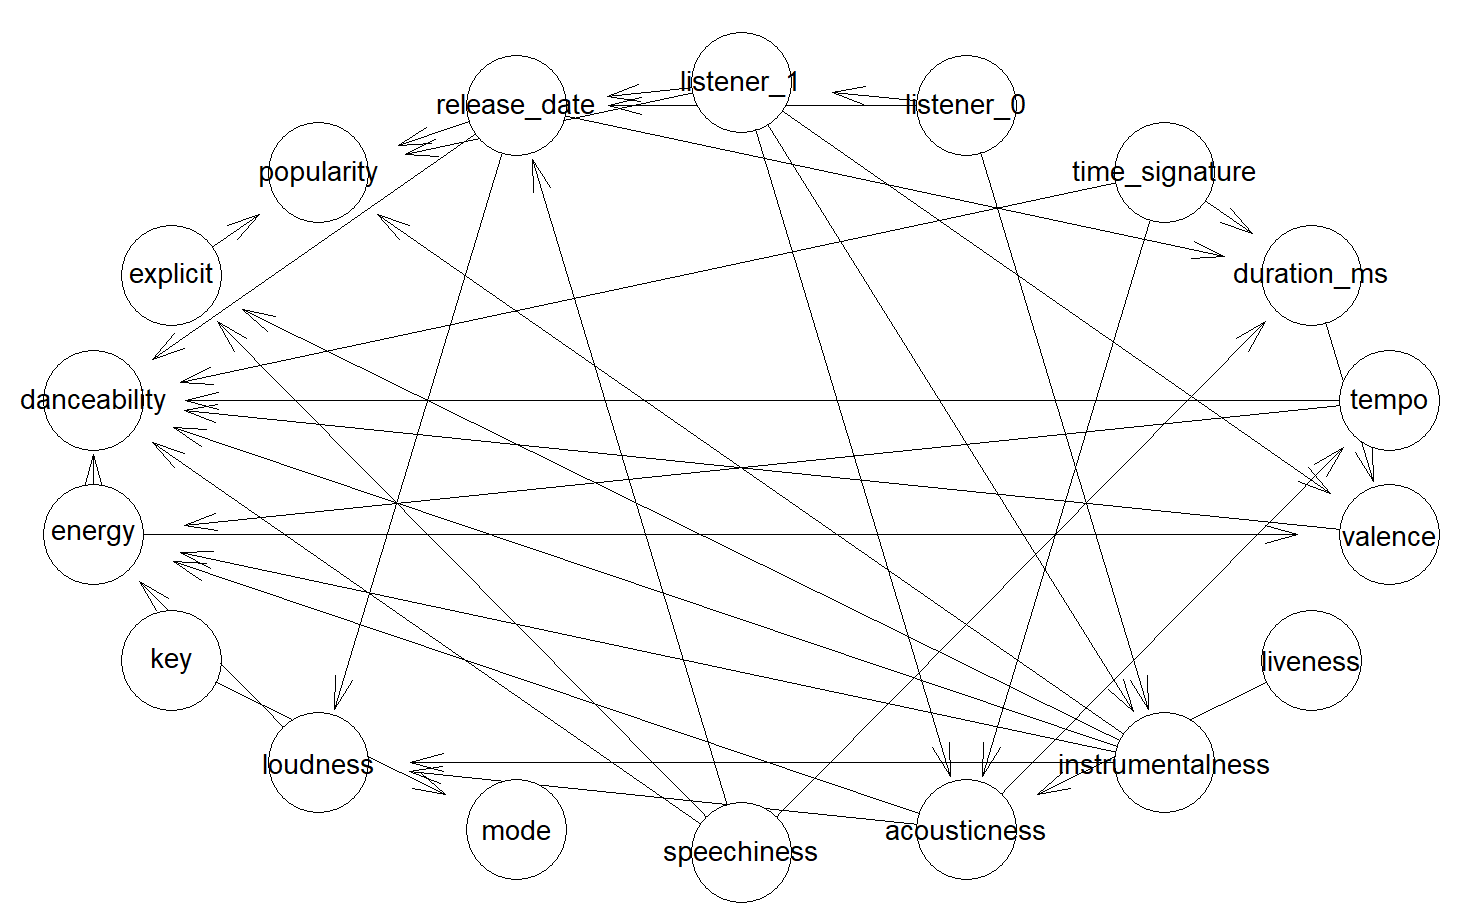 listener_1
release_date
listener_0
popularity
time_signature
explicit
duration_ms
danceability
tempo
energy
valence
key
liveness
loudness
instrumentalness
mode
acousticness
speechiness